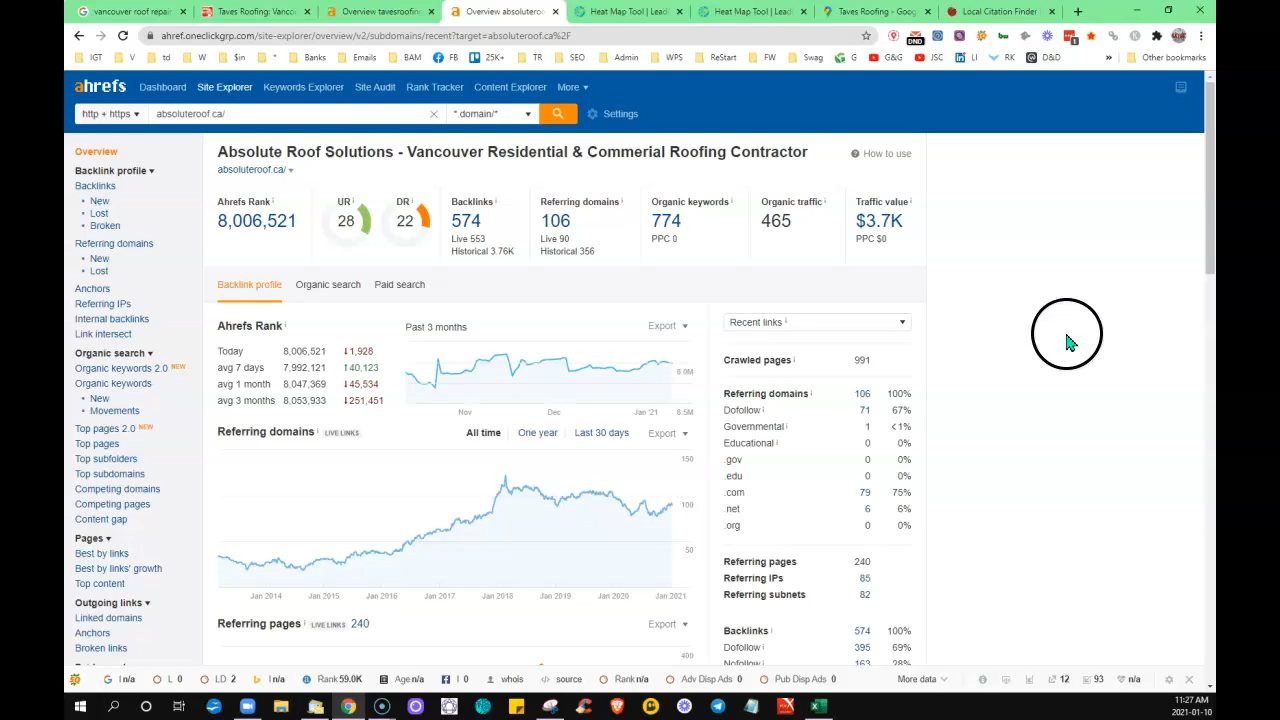 vancouver roof repair
Taves Roofing: Vanco
Overview tavesroofing
Overview absoluteroo
Heat Map Tool | Leads
Heat Map Tool | Leads
Taves Roofing - Goog
Local Citation Finder |
ahref.oneclickgrp.com/site-explorer/overview/v2/subdomains/recent?target=absoluteroof.ca%2F
DND
IGT
V
td
W
$in
*
Banks
Emails
BAM
FB
25K+
TR
SEO
Admin
WPS
ReStart
FW
Swag
G
G&G
JSC
LI
RK
D&D
»
Other bookmarks
ahrefs
Dashboard
Site Explorer
Keywords Explorer
Site Audit
Rank Tracker
Content Explorer
More
http + https
absoluteroof.ca/
*.domain/*
Settings
Overview
Backlink profile
Backlinks
New
Lost
Broken
Referring domains
New
Lost
Anchors
Referring IPs
Internal backlinks
Link intersect
Organic search
Organic keywords 2.0 NEW
Organic keywords
New
Movements
Top pages 2.0 NEW
Top pages
Top subfolders
Top subdomains
Competing domains
Competing pages
Content gap
Pages
Best by links
Best by links' growth
Top content
Outgoing links
Linked domains
Anchors
Broken links
Absolute Roof Solutions - Vancouver Residential & Commerial Roofing Contractor
How to use
absoluteroof.ca/
Ahrefs Rank
8,006,521
UR
28
DR
22
Backlinks
574
Live 553
Historical 3.76K
Referring domains
106
Live 90
Historical 356
Organic keywords
774
PPC 0
Organic traffic
465
Traffic value
$3.7K
PPC $0
Backlink profile
Organic search
Paid search
Ahrefs Rank
Past 3 months
Export
Today 8,006,521 ↓1,928
avg 7 days 7,992,121 ↑40,123
avg 1 month 8,047,369 ↓45,534
avg 3 months 8,053,933 ↓251,451
8.0M
6.5M
Nov Dec Jan '21
Referring domains LIVE LINKS
All time
One year
Last 30 days
Export
150
100
50
Jan 2014 Jan 2015 Jan 2016 Jan 2017 Jan 2018 Jan 2019 Jan 2020 Jan 2021
Referring pages LIVE LINKS 240
Export
400
Recent links
Crawled pages 991
Referring domains 106 100%
Dofollow 71 67%
Governmental 1 <1%
Educational 0 0%
.gov 0 0%
.edu 0 0%
.com 79 75%
.net 6 6%
.org 0 0%
Referring pages 240
Referring IPs 85
Referring subnets 82
Backlinks 574 100%
Dofollow 395 69%
Nofollow 163 28%
I n/a
L 0
LD 2
I n/a
Rank 59.0K
Age n/a
I 0
whois
source
Rank n/a
Adv Disp Ads 0
Pub Disp Ads 0
More data
12
93
n/a
11:27 AM
2021-01-10